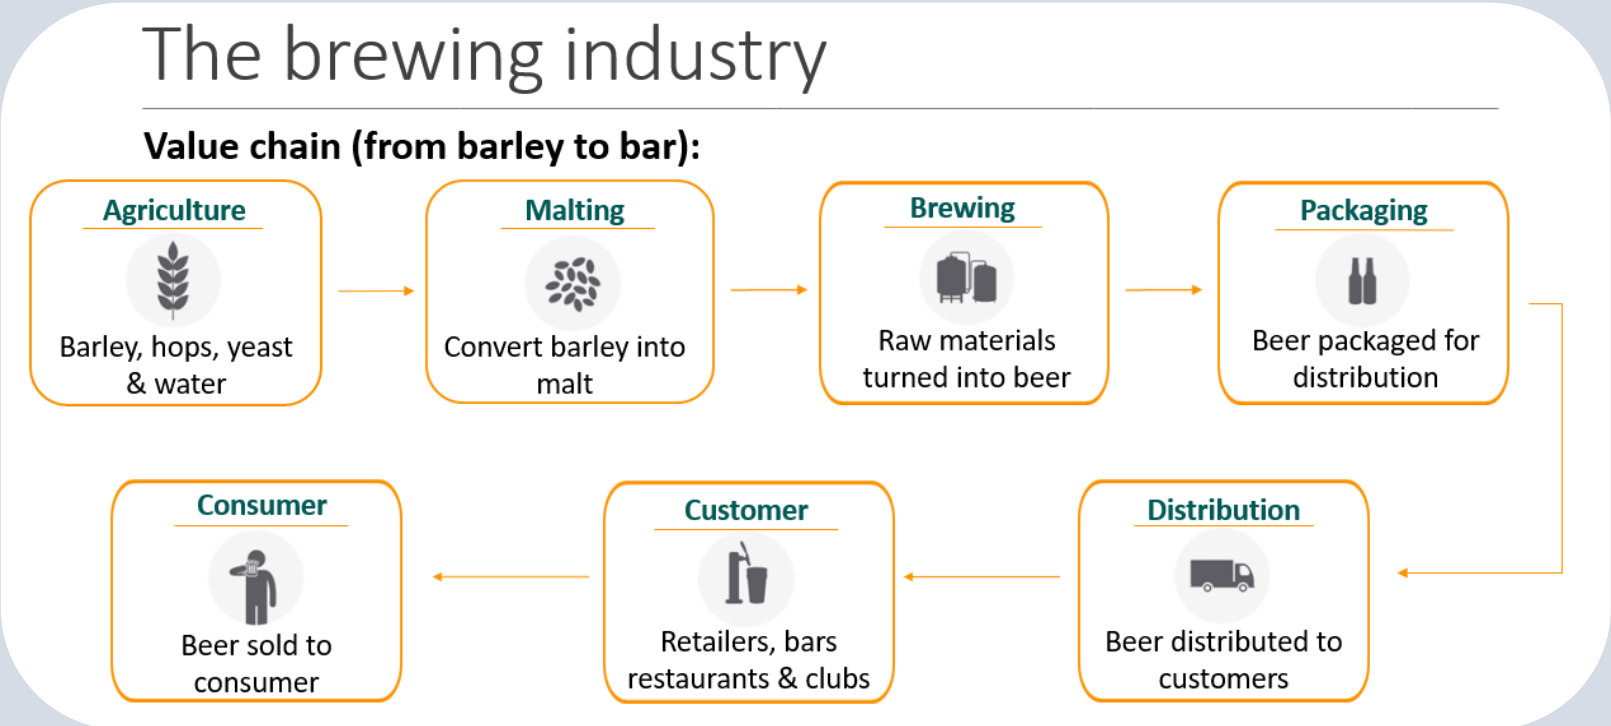 The brewing industry
Value chain (from barley to bar):
Agriculture
Barley, hops, yeast
& water
Malting
Convert barley into
malt
Brewing
Raw materials
turned into beer
Packaging
Beer packaged for
distribution
Distribution
Beer distributed to
customers
Customer
Retailers, bars
restaurants & clubs
Consumer
Beer sold to
consumer